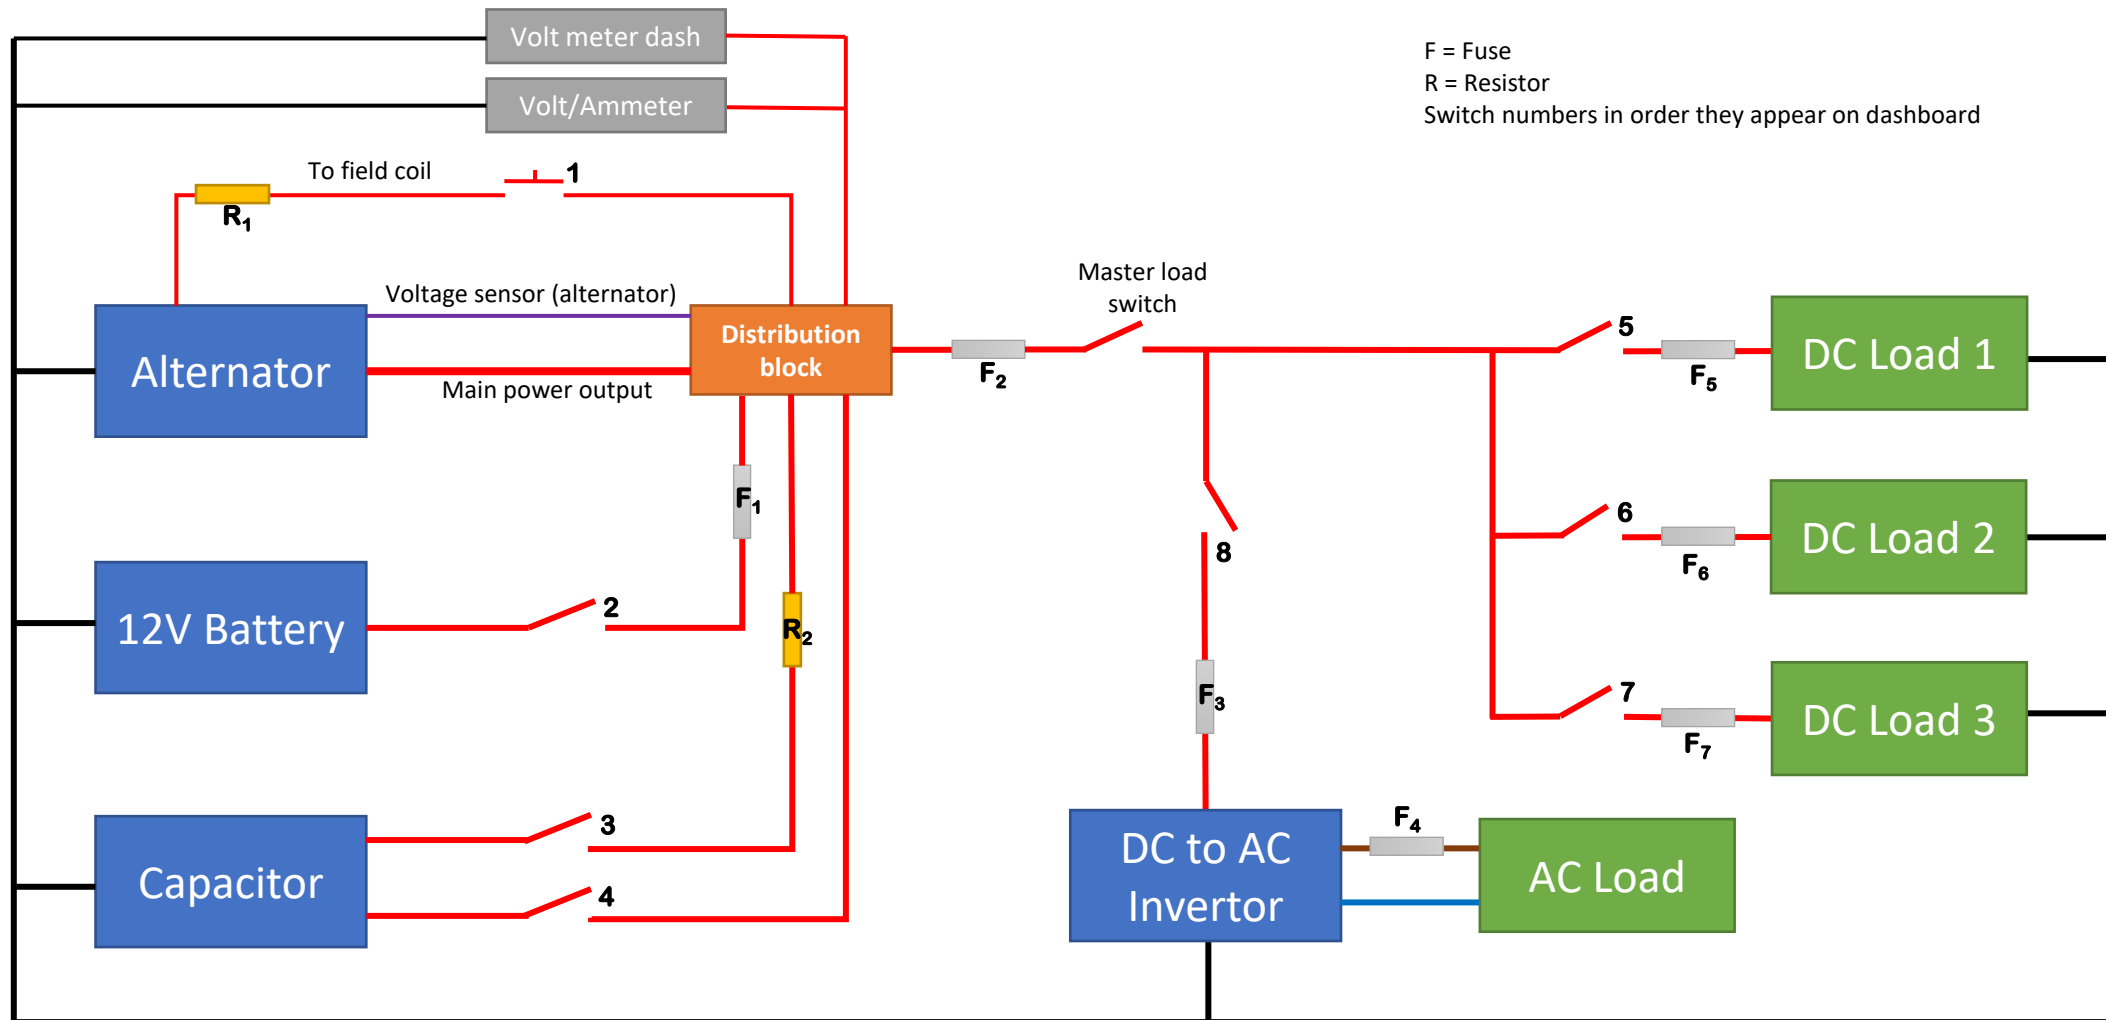 Volt meter dash
Volt/Ammeter
F = Fuse
R = Resistor
Switch numbers in order they appear on dashboard
To field coil
1
R₁
Voltage sensor (alternator)
Alternator
Main power output
Distribution
block
F₂
Master load
switch
5
F₅
DC Load 1
F₁
8
6
F₆
DC Load 2
12V Battery
2
R₂
F₃
7
F₇
DC Load 3
Capacitor
3
4
DC to AC
Invertor
F₄
AC Load